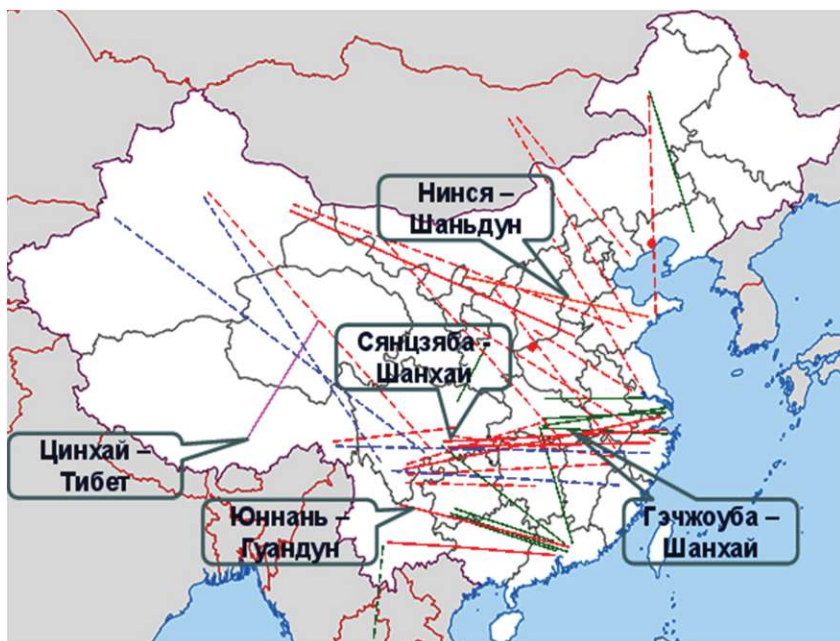 Нинся –
Шаньдун
Сянцзяба -
Шанхай
Цинхай –
Тибет
Юннань –
Гуандун
Гэчжоуба –
Шанхай